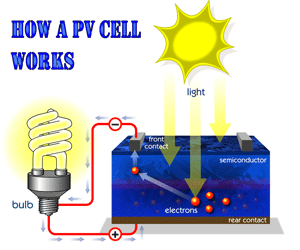 HOW A PV CELL
WORKS
light
front
contact
semiconductor
bulb
electrons
rear contact